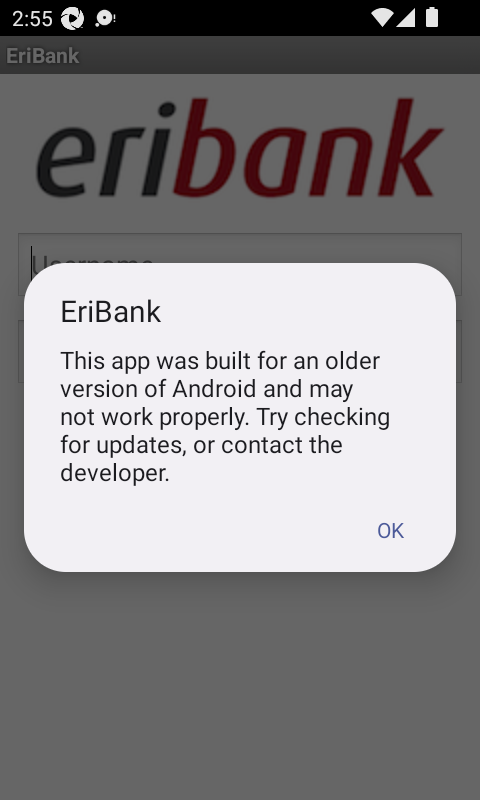 2:55
EriBank
eribank
Username
EriBank
This app was built for an older
version of Android and may
not work properly. Try checking
for updates, or contact the
developer.
OK